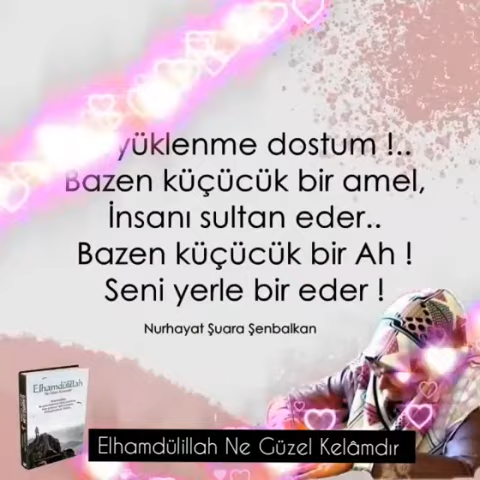 yüklenme dostum !..
Bazen küçücük bir amel,
İnsanı sultan eder..
Bazen küçücük bir Ah !
Seni yerle bir eder !
Nurhayat Şuara Şenbalkan
Elhamdülillah
Elhamdülillah Ne Güzel Kelâmdır